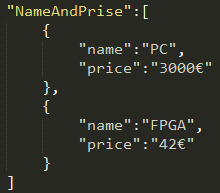 "NameAndPrise":[
{
"name":"PC",
"price":"3000€"
},
{
"name":"FPGA",
"price":"42€"
}
]